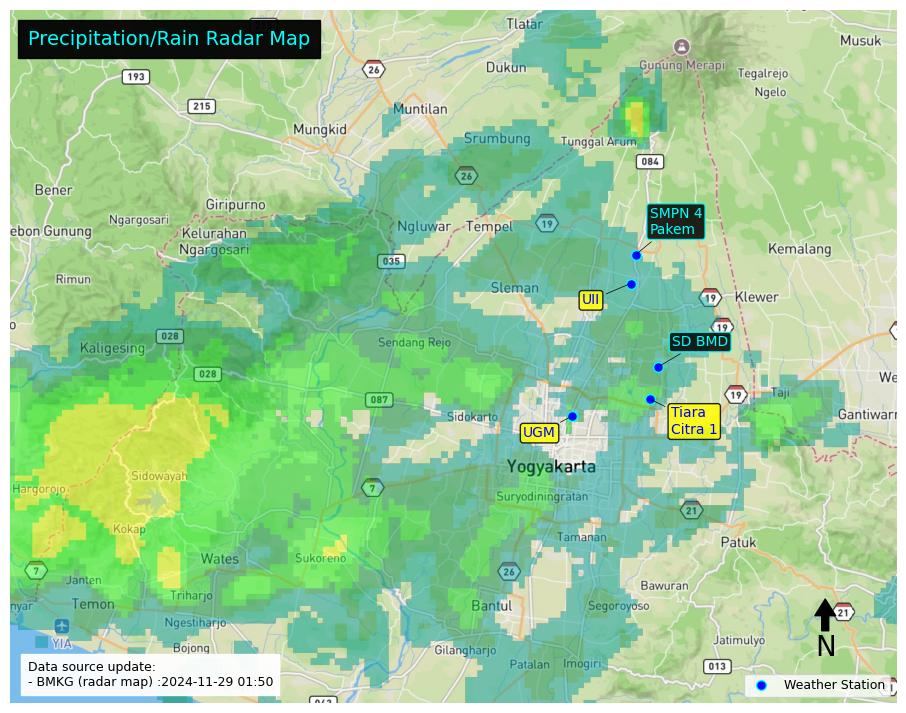 Precipitation/Rain Radar Map
Tlatar
Musuk
26
193
Dukun
Gunung Merapi
Tegalrejo
Ngelo
215
Muntilan
Mungkid
Srumbung
Tunggal Arum
084
26
Bener
Giripurno
Ngargosari
SMPN 4
Pakem
ebon Gunung
Kelurahan
Ngargosari
Ngluwar
Tempel
19
Kemalang
035
Rimun
Sleman
UII
19
Klewer
19
028
Kaligesing
Sendang Rejo
SD BMD
028
We
087
19
Taji
Sidokarto
Tiara
Citra 1
Gantiwarn
UGM
Yogyakarta
Sidowayah
Hargorojo
7
Suryodiningratan
21
Kokap
Tamanan
Patuk
Wates
Sukoreno
7
26
Janten
Bawuran
Triharjo
nyar
Temon
Bantul
Segoroyoso
21
Ngestiharjo
YIA
N
Jatimulyo
Bojong
Gilangharjo
Patalan
Imogiri
013
Data source update:
- BMKG (radar map) :2024-11-29 01:50
Weather Station